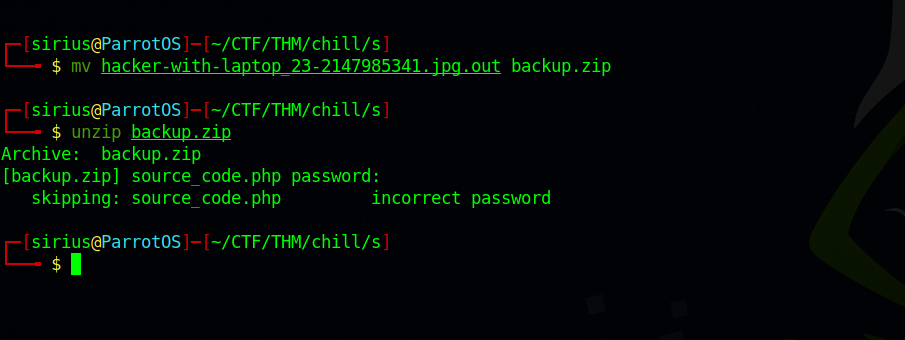 ┌─[sirius@ParrotOS]─[~/CTF/THM/chill/s]
└──╼ $ mv hacker-with-laptop_23-2147985341.jpg.out backup.zip
┌─[sirius@ParrotOS]─[~/CTF/THM/chill/s]
└──╼ $ unzip backup.zip
Archive:  backup.zip
[backup.zip] source_code.php password:
   skipping: source_code.php         incorrect password
┌─[sirius@ParrotOS]─[~/CTF/THM/chill/s]
└──╼ $